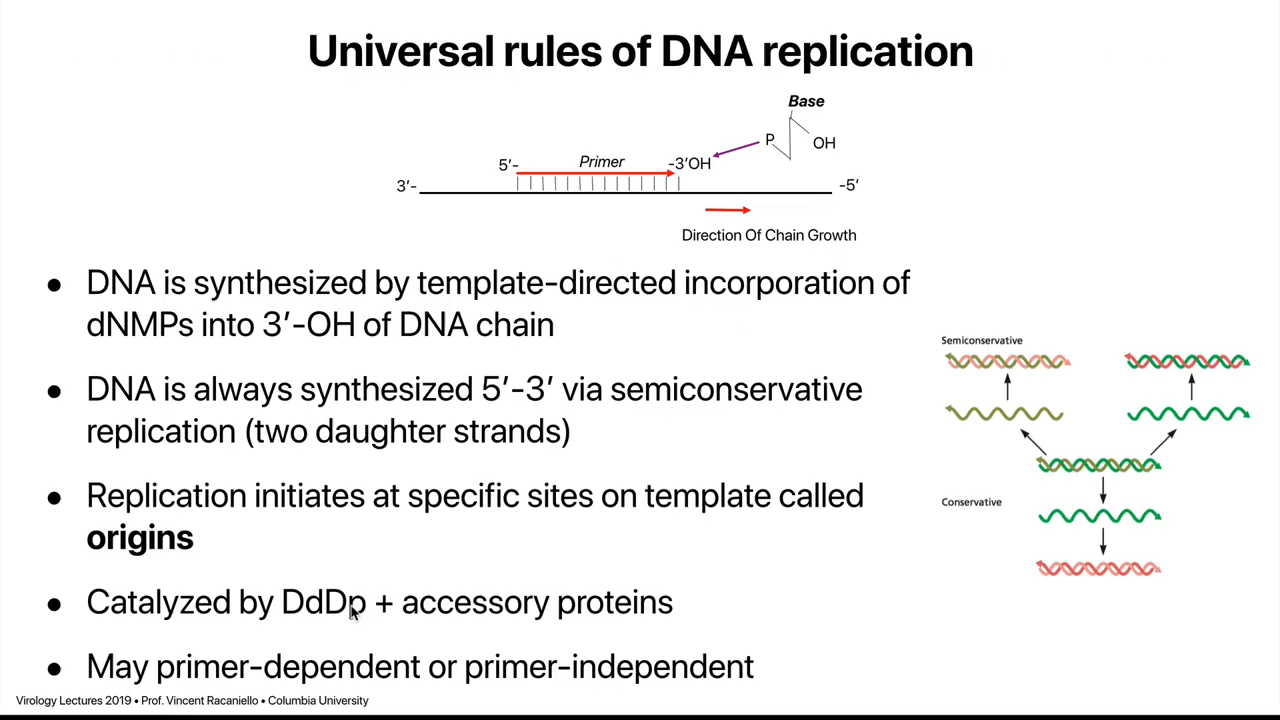 Universal rules of DNA replication
Base
P
OH
5′-
Primer
-3′OH
3′-
-5′
Direction Of Chain Growth
• DNA is synthesized by template-directed incorporation of
dNMPs into 3′-OH of DNA chain
• DNA is always synthesized 5′-3′ via semiconservative
replication (two daughter strands)
• Replication initiates at specific sites on template called
origins
• Catalyzed by DdDp + accessory proteins
• May primer-dependent or primer-independent
Semiconservative
Conservative
Virology Lectures 2019 • Prof. Vincent Racaniello • Columbia University